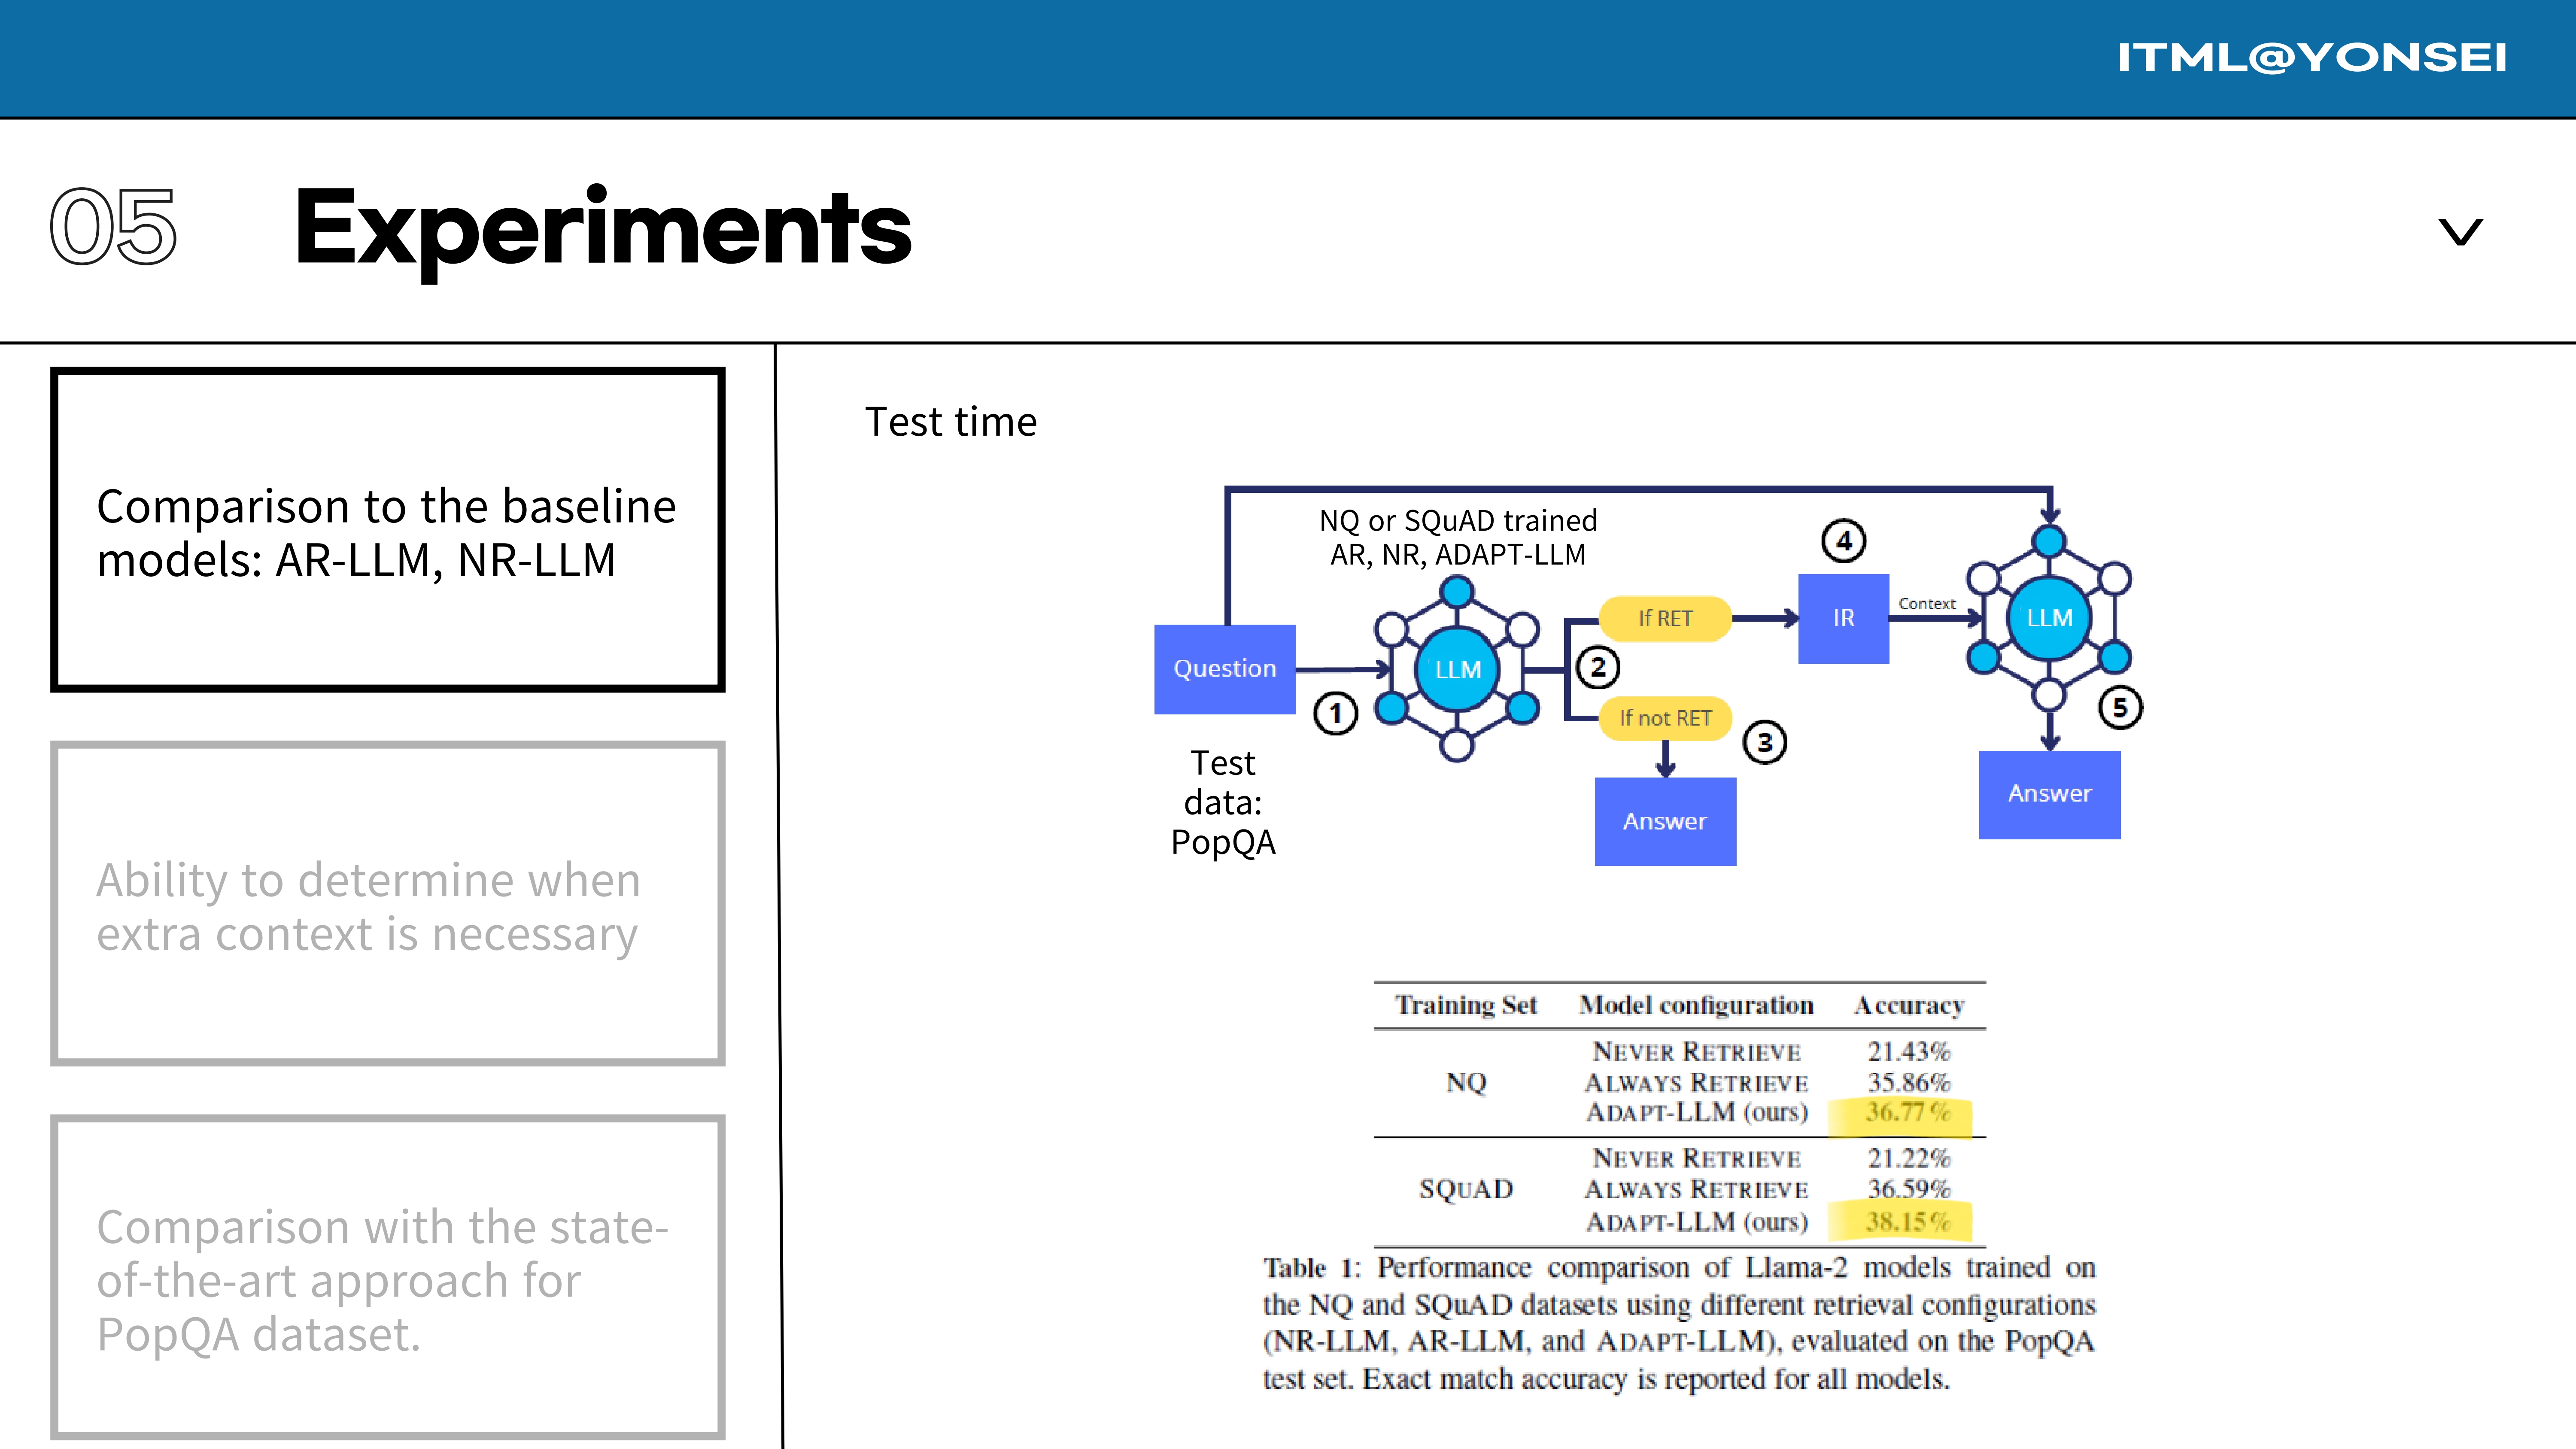 ITML@YONSEI
05 Experiments
Comparison to the baseline
models: AR-LLM, NR-LLM
Ability to determine when
extra context is necessary
Comparison with the state-
of-the-art approach for
PopQA dataset.
Test time
NQ or SQuAD trained
AR, NR, ADAPT-LLM
Question
1
LLM
2
If RET
If not RET
3
Answer
4
IR
Context
LLM
5
Answer
Test
data:
PopQA
Training Set Model configuration Accuracy
NEVER RETRIEVE 21.43%
NQ ALWAYS RETRIEVE 35.86%
ADAPT-LLM (ours) 36.77%
NEVER RETRIEVE 21.22%
SQUAD ALWAYS RETRIEVE 36.59%
ADAPT-LLM (ours) 38.15%
Table 1: Performance comparison of Llama-2 models trained on
the NQ and SQuAD datasets using different retrieval configurations
(NR-LLM, AR-LLM, and ADAPT-LLM), evaluated on the PopQA
test set. Exact match accuracy is reported for all models.